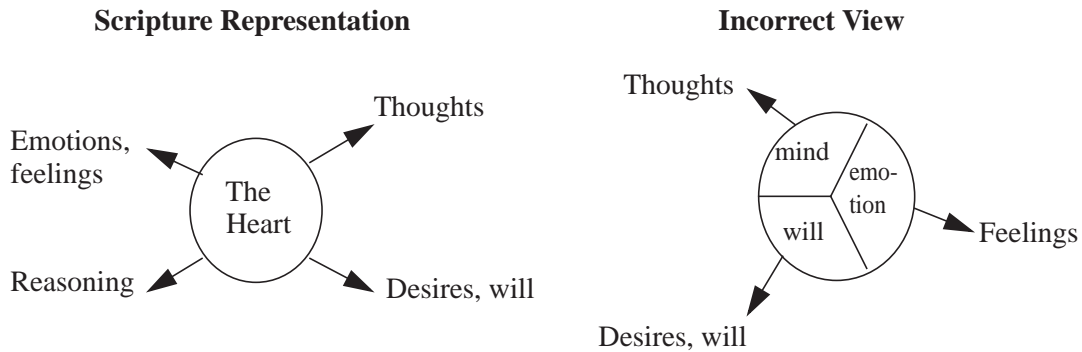 Scripture Representation
Thoughts
Emotions,
feelings
The
Heart
Reasoning
Desires, will
Incorrect View
Thoughts
mind
emo-
tion
will
Feelings
Desires, will